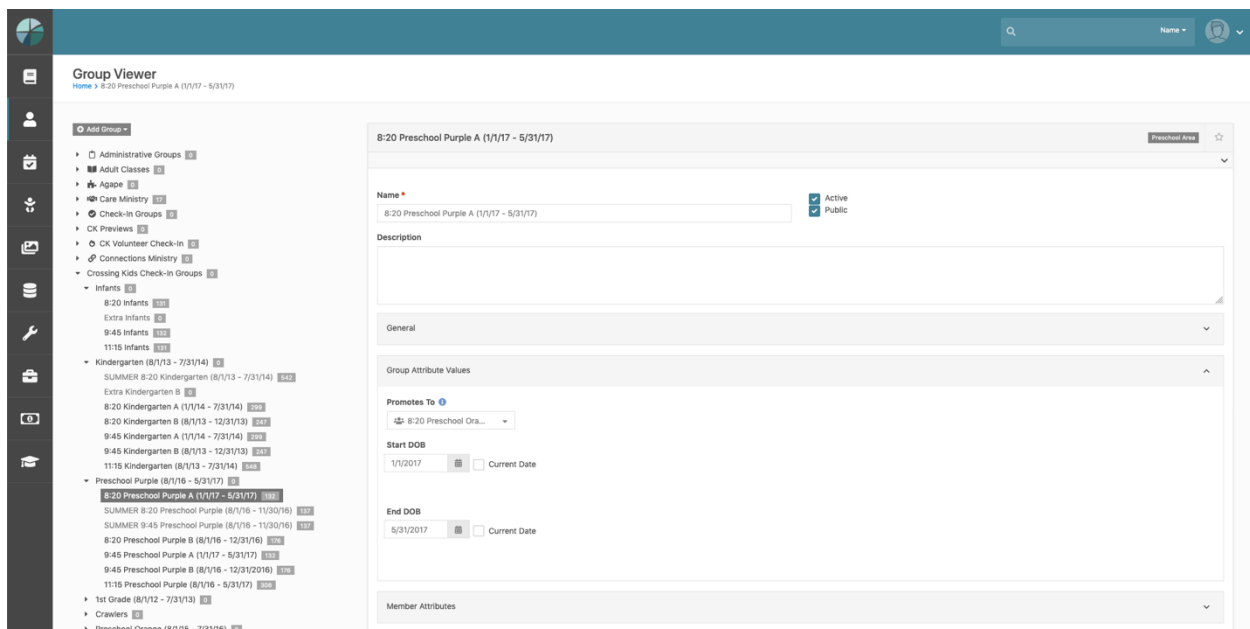 Name
Group Viewer
Home > 8:20 Preschool Purple A (1/1/17 - 5/31/17)
Add Group
Administrative Groups 0
Adult Classes 0
Agape 0
Care Ministry 17
Check-In Groups 0
CK Previews 0
CK Volunteer Check-In 0
Connections Ministry 0
Crossing Kids Check-In Groups 0
Infants 0
8:20 Infants 131
Extra Infants 0
9:45 Infants 132
11:15 Infants 131
Kindergarten (8/1/13 - 7/31/14) 0
SUMMER 8:20 Kindergarten (8/1/13 - 7/31/14) 542
Extra Kindergarten B 0
8:20 Kindergarten A (1/1/14 - 7/31/14) 299
8:20 Kindergarten B (8/1/13 - 12/31/13) 247
9:45 Kindergarten A (1/1/14 - 7/31/14) 299
9:45 Kindergarten B (8/1/13 - 12/31/13) 247
11:15 Kindergarten (8/1/13 - 7/31/14)
Preschool Purple (8/1/16 - 5/31/17) 0
8:20 Preschool Purple A (1/1/17 - 5/31/17) 132
SUMMER 8:20 Preschool Purple (8/1/16 - 11/30/16) 137
SUMMER 9:45 Preschool Purple (8/1/16 - 11/30/16) 137
8:20 Preschool Purple B (8/1/16 - 12/31/16) 176
9:45 Preschool Purple A (1/1/17 - 5/31/17) 132
9:45 Preschool Purple B (8/1/16 - 12/31/2016) 176
11:15 Preschool Purple (8/1/16 - 5/31/17) 308
1st Grade (8/1/12 - 7/31/13) 0
Crawlers 0
Preschool Orange (8/1/15 - 7/31/16) 0
8:20 Preschool Purple A (1/1/17 - 5/31/17)
Preschool Area
Name *
Active
8:20 Preschool Purple A (1/1/17 - 5/31/17)
Public
Description
General
Group Attribute Values
Promotes To
8:20 Preschool Ora...
Start DOB
1/1/2017
Current Date
End DOB
5/31/2017
Current Date
Member Attributes